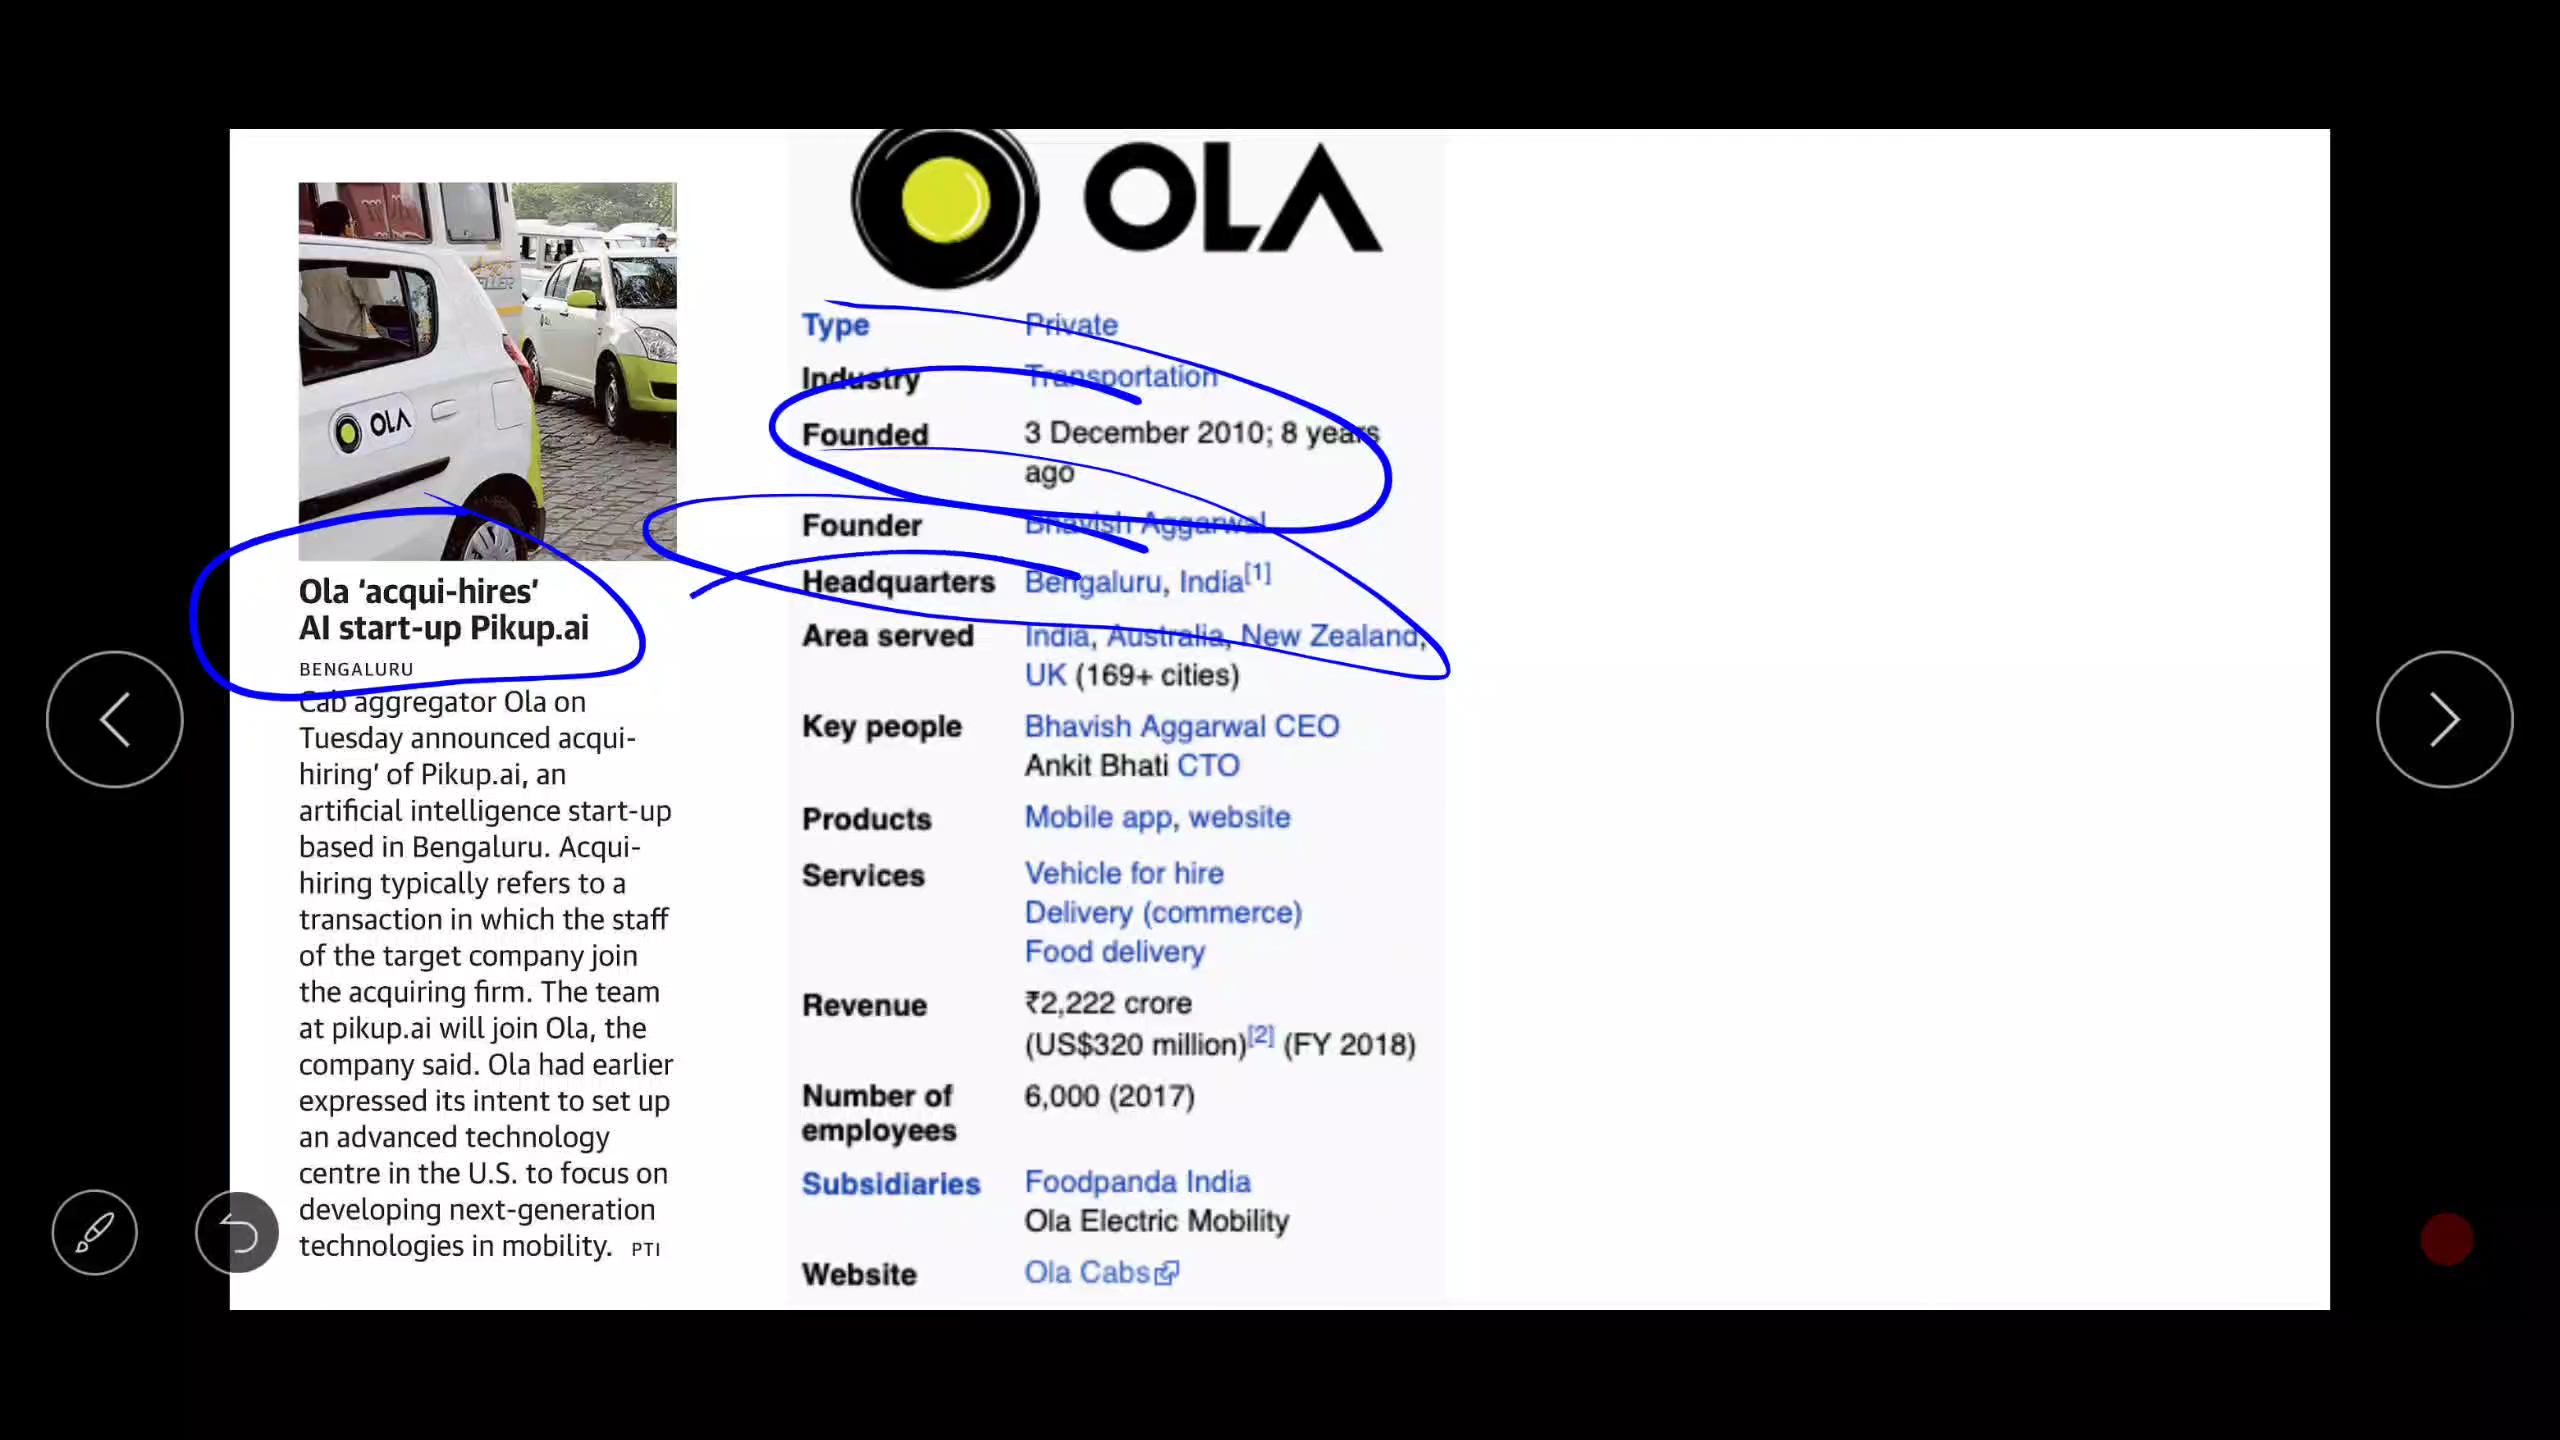 OLA
Ola ‘acqui-hires’
AI start-up Pikup.ai
BENGALURU
Cab aggregator Ola on
Tuesday announced acqui-
hiring’ of Pikup.ai, an
artificial intelligence start-up
based in Bengaluru. Acqui-
hiring typically refers to a
transaction in which the staff
of the target company join
the acquiring firm. The team
at pikup.ai will join Ola, the
company said. Ola had earlier
expressed its intent to set up
an advanced technology
centre in the U.S. to focus on
developing next-generation
technologies in mobility. PTI
OLA
Type Private
Industry Transportation
Founded 3 December 2010; 8 years
ago
Founder Bhavish Aggarwal
Headquarters Bengaluru, India[1]
Area served India, Australia, New Zealand,
UK (169+ cities)
Key people Bhavish Aggarwal CEO
Ankit Bhati CTO
Products Mobile app, website
Services Vehicle for hire
Delivery (commerce)
Food delivery
Revenue ₹2,222 crore
(US$320 million)[2] (FY 2018)
Number of 6,000 (2017)
employees
Subsidiaries Foodpanda India
Ola Electric Mobility
Website Ola Cabs